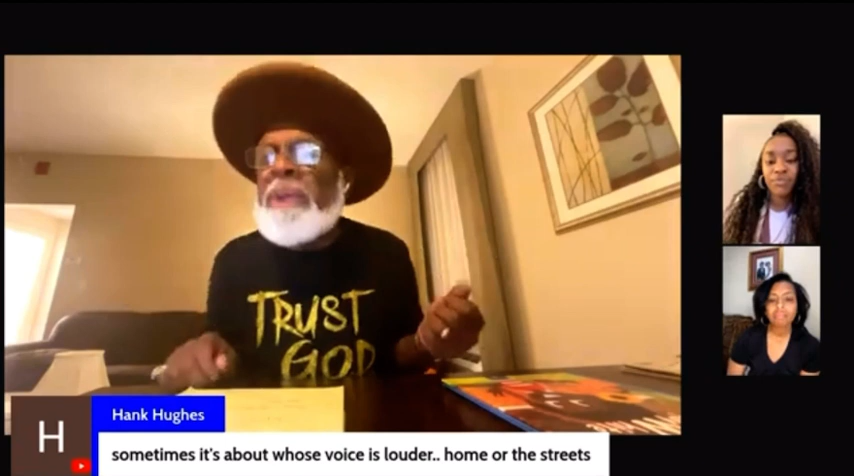 TRUST
GOD
H
Hank Hughes
sometimes it's about whose voice is louder.. home or the streets